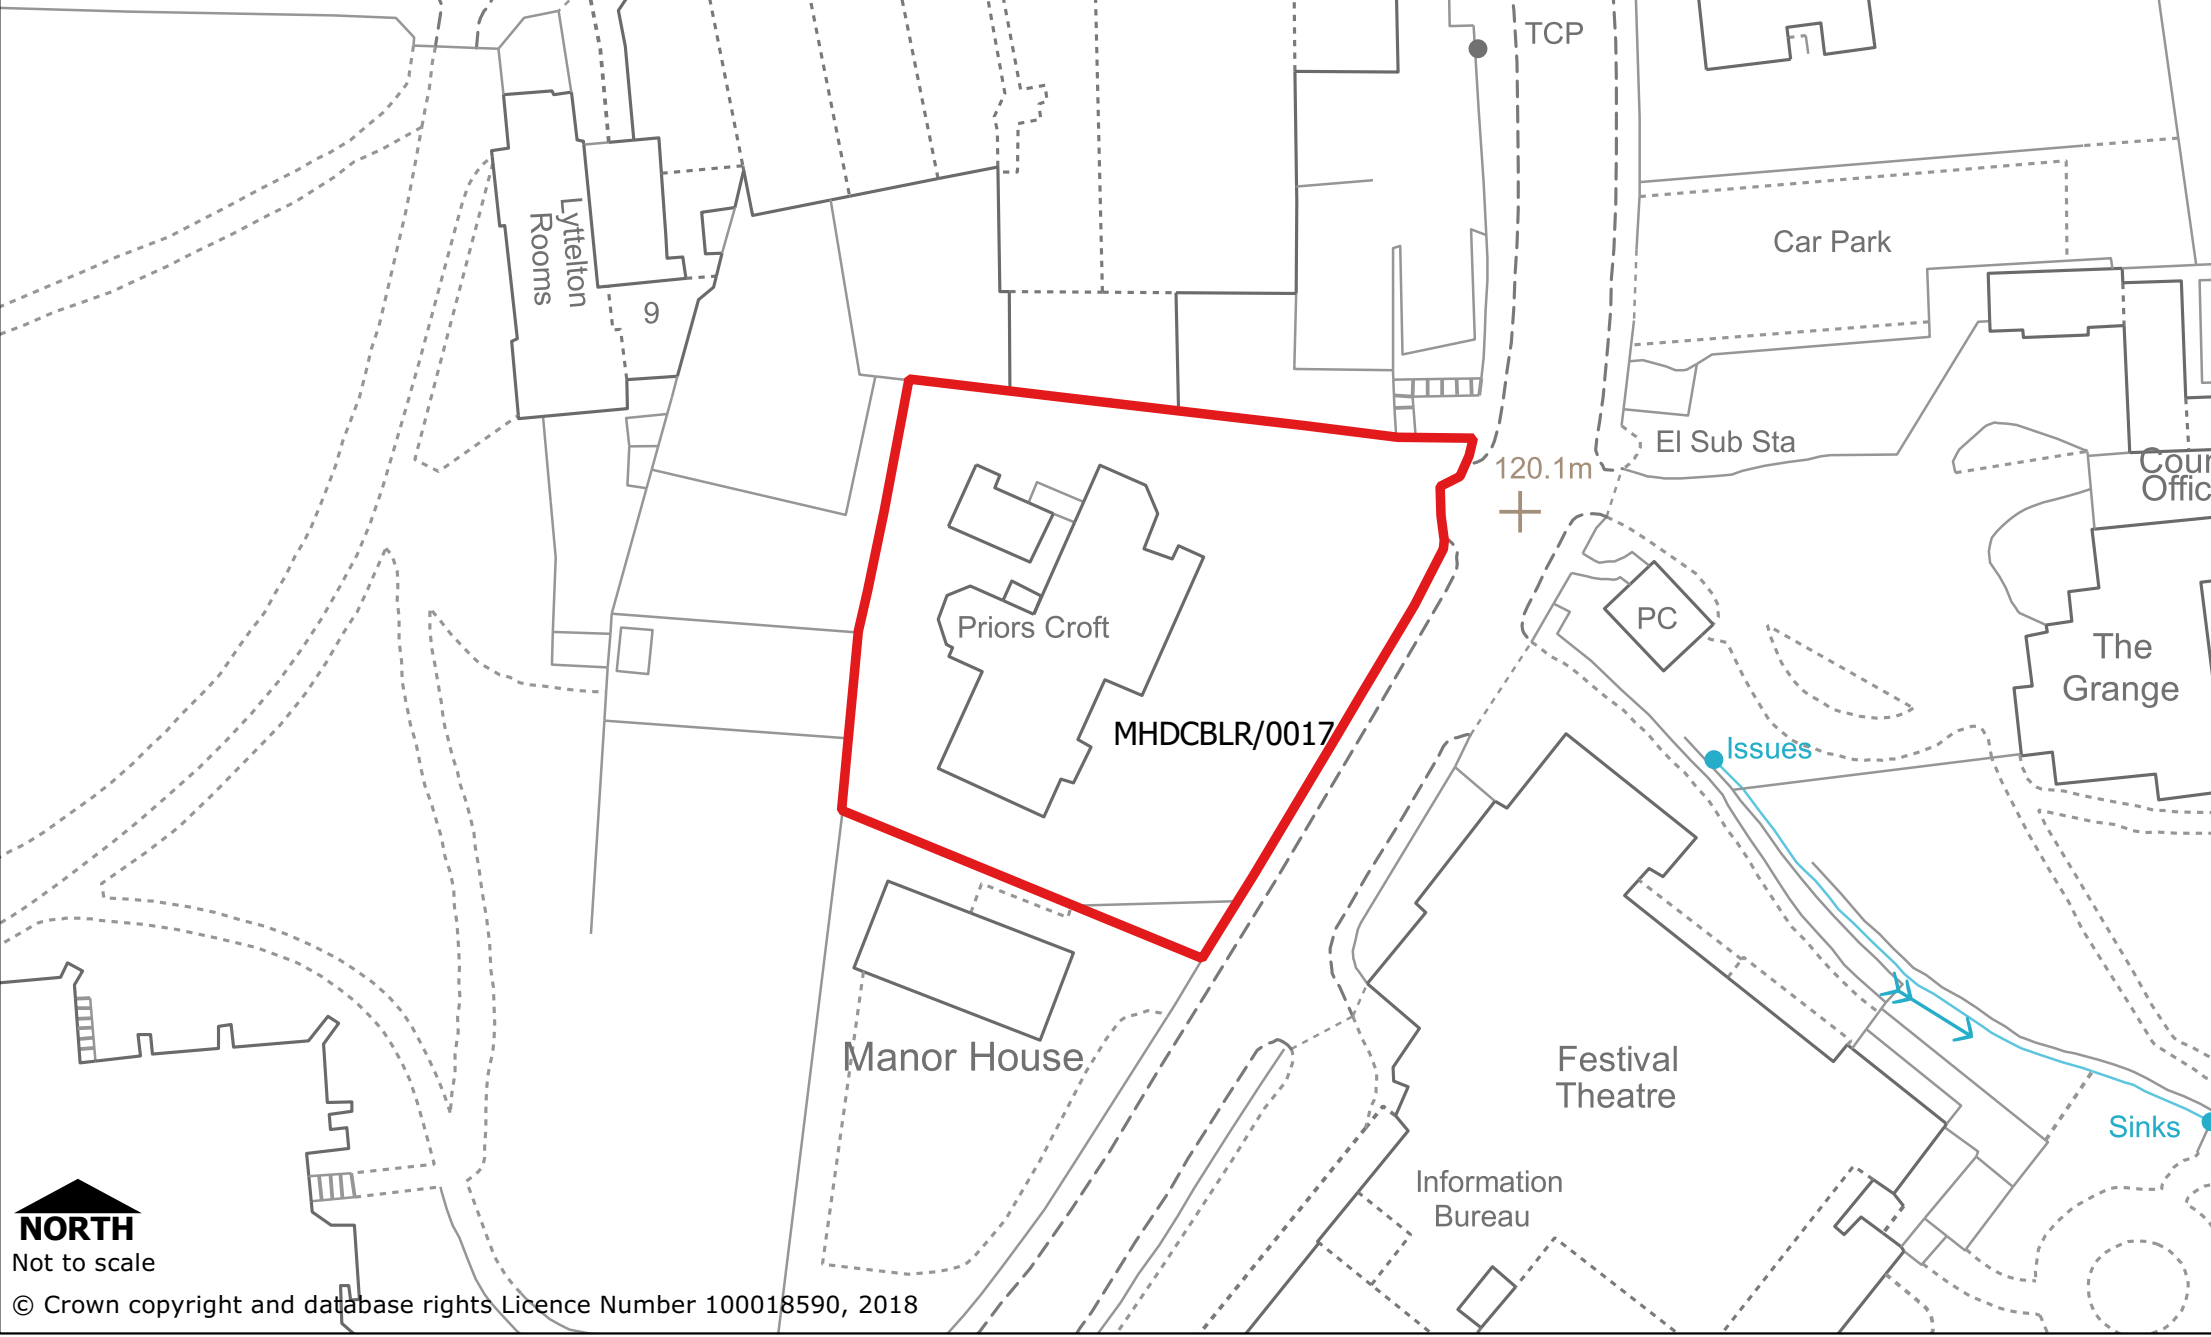 TCP
Car Park
Lyttelton
Rooms
9
El Sub Sta
120.1m
PC
Priors Croft
The
Grange
MHDCBLR/0017
Issues
Manor House
Festival
Theatre
Sinks
Information
Bureau
NORTH
Not to scale
© Crown copyright and database rights Licence Number 100018590, 2018